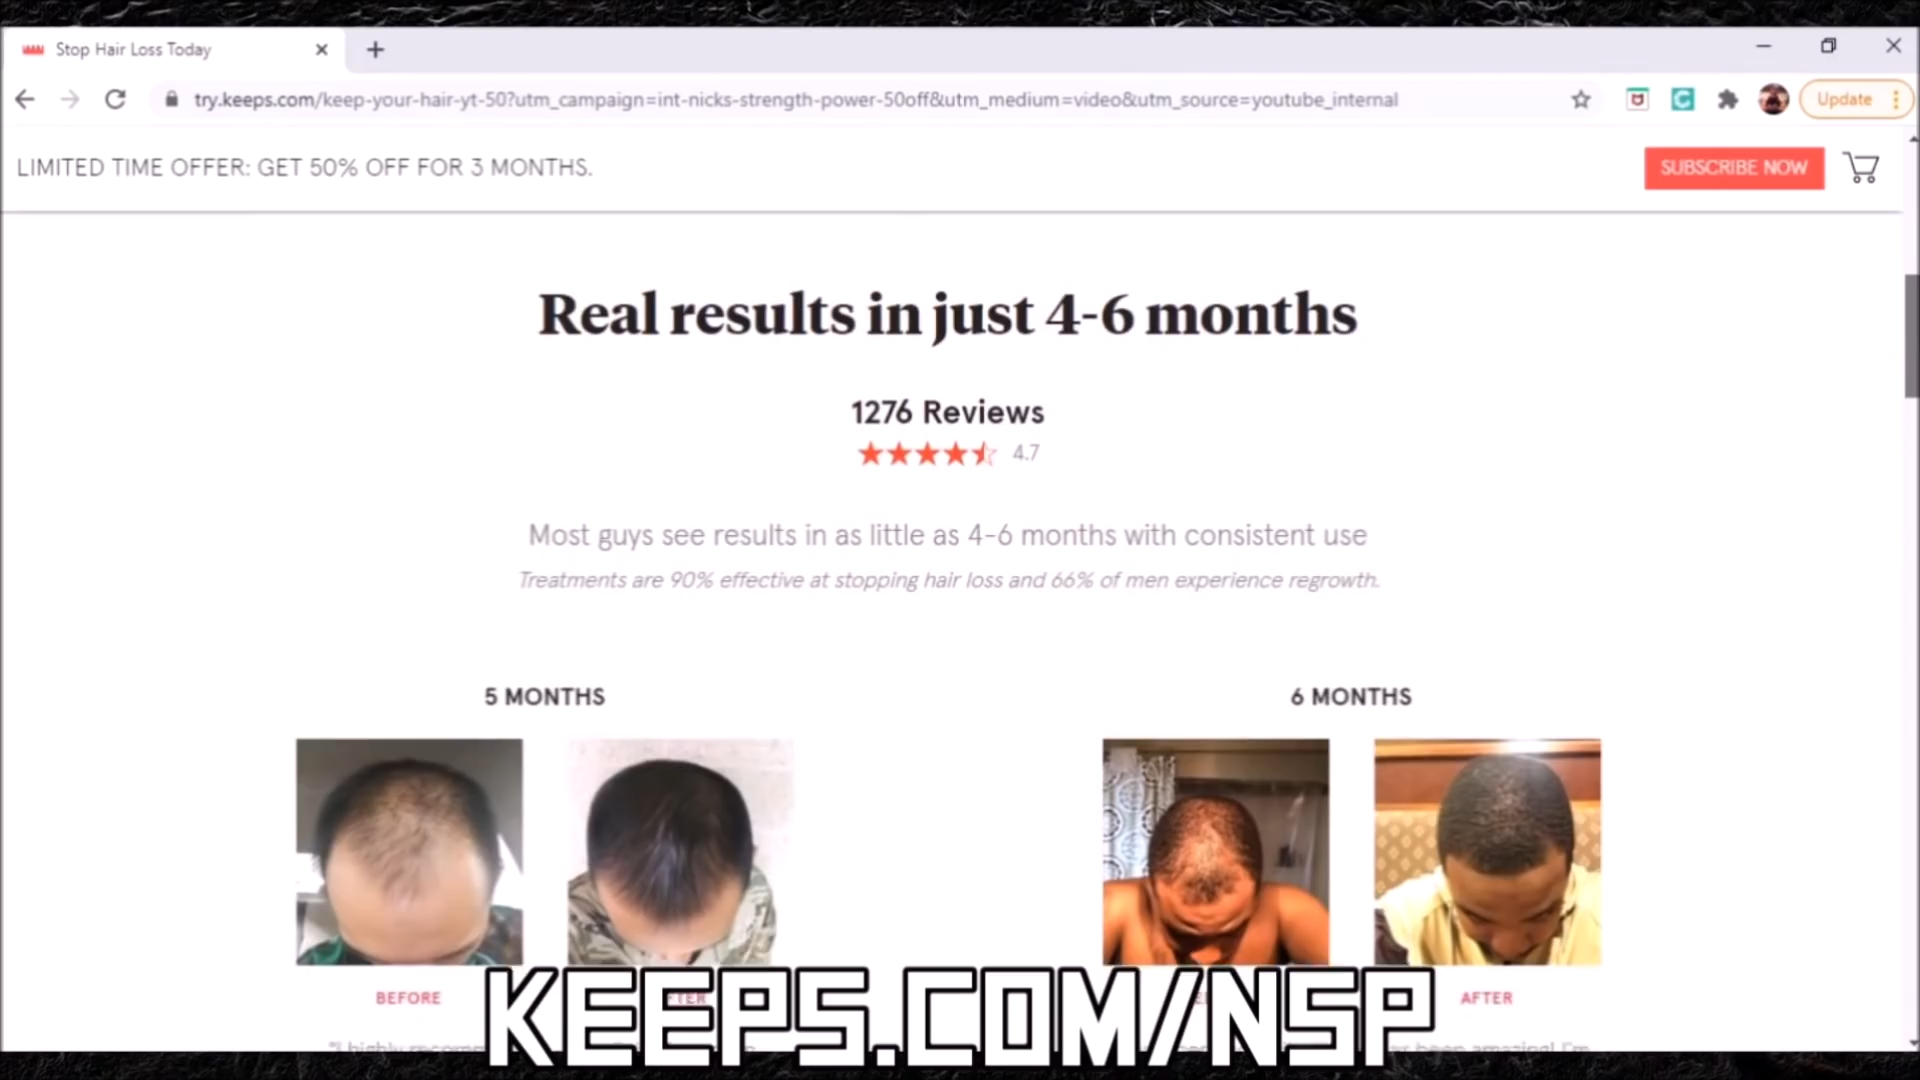 Stop Hair Loss Today
try.keeps.com/keep-your-hair-yt-50?utm_campaign=int-nicks-strength-power-50off&utm_medium=video&utm_source=youtube_internal
Update
LIMITED TIME OFFER: GET 50% OFF FOR 3 MONTHS.
SUBSCRIBE NOW
Real results in just 4-6 months
1276 Reviews
4.7
Most guys see results in as little as 4-6 months with consistent use
Treatments are 90% effective at stopping hair loss and 66% of men experience regrowth.
5 MONTHS
6 MONTHS
BEFORE
AFTER
KEEPS.COM/NSP
"I highly
been amazing! I'm